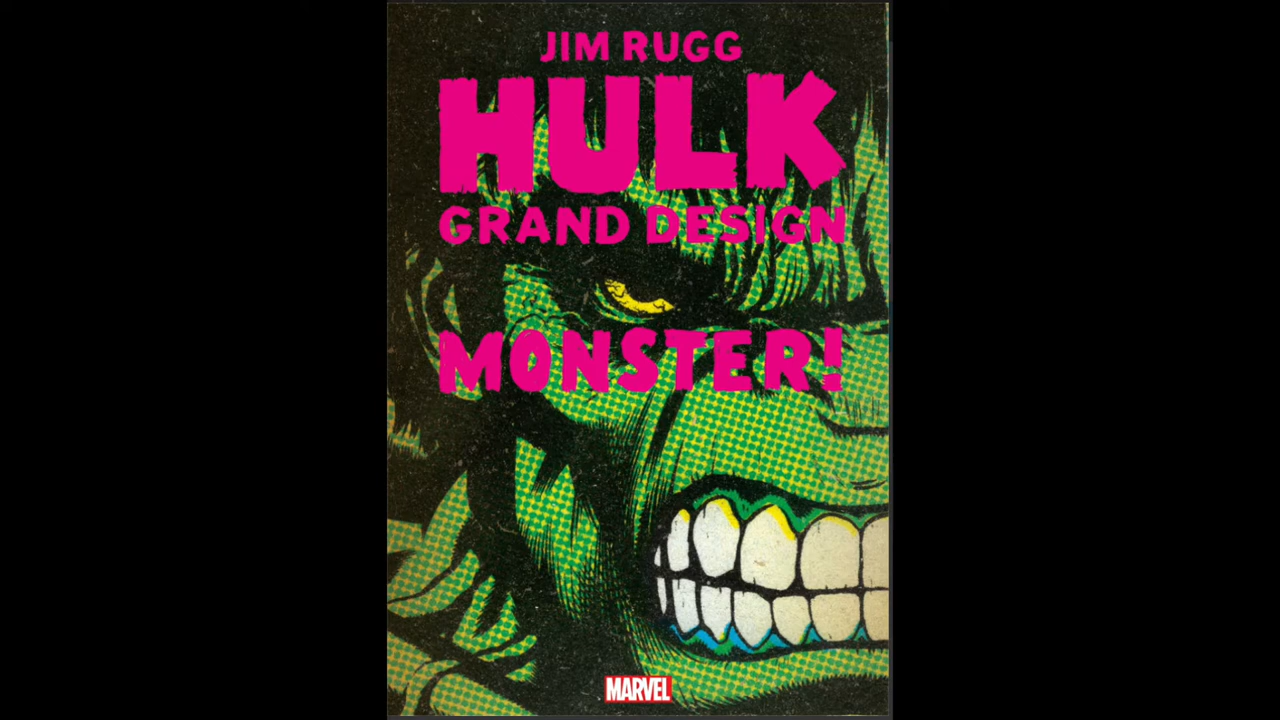 JIM RUGG
HULK
GRAND DESIGN
MONSTER!
MARVEL